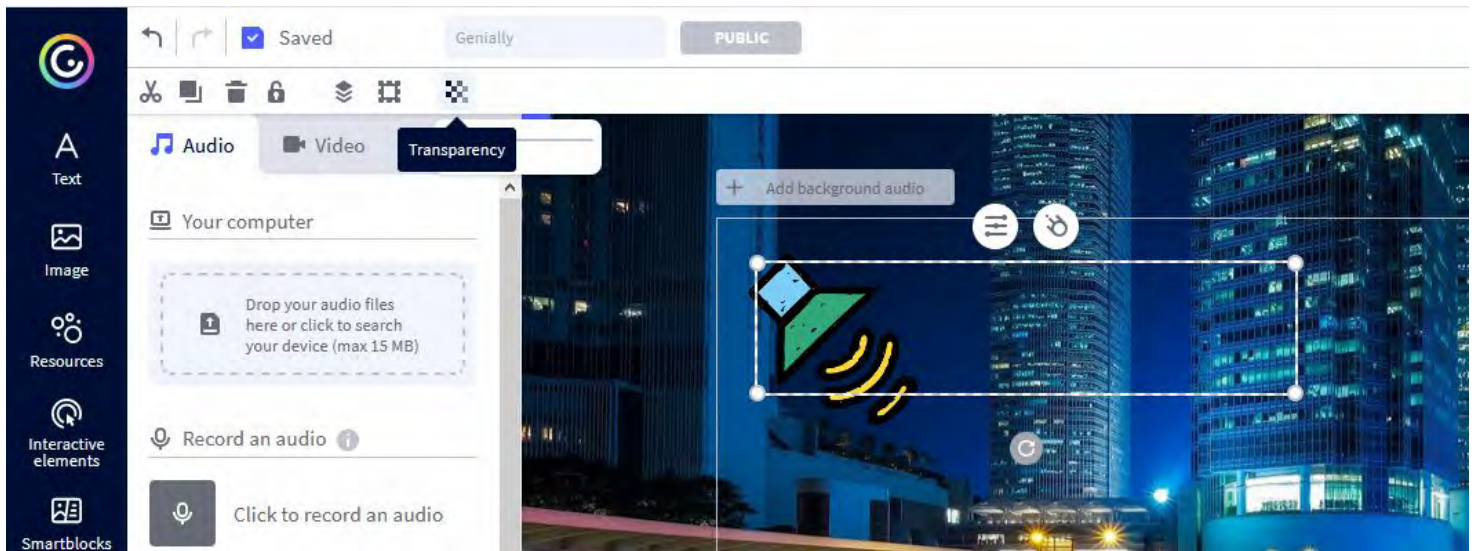 Saved
Genially
PUBLIC
Audio
Video
Transparency
Text
Add background audio
Your computer
Image
Drop your audio files
here or click to search
your device (max 15 MB)
Resources
Record an audio
Interactive
elements
Click to record an audio
Smartblocks